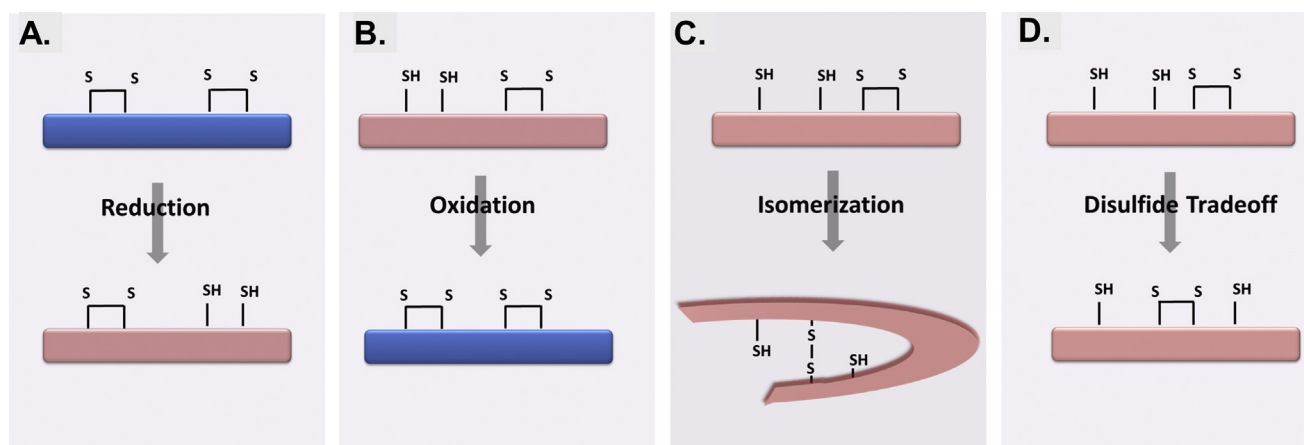 A.
S S S S
Reduction
S S SH SH
B.
SH SH S S
Oxidation
S S S S
C.
SH SH S S
Isomerization
SH S SH
S
D.
SH SH S S
Disulfide Tradeoff
SH S S SH